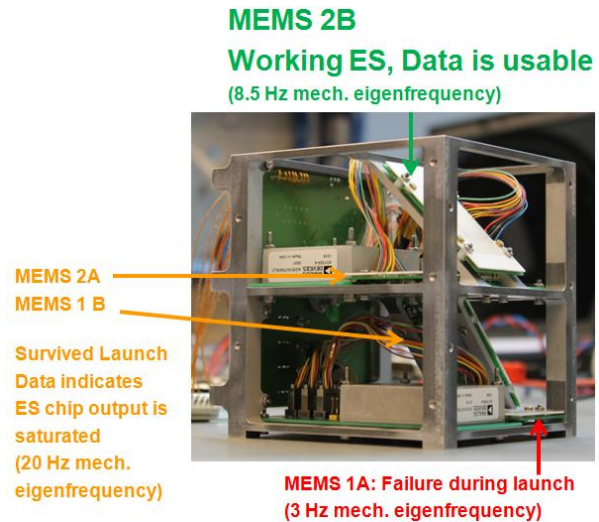 MEMS 2B
Working ES, Data is usable
(8.5 Hz mech. eigenfrequency)
MEMS 2A
MEMS 1 B
Survived Launch
Data indicates
ES chip output is
saturated
(20 Hz mech.
eigenfrequency)
MEMS 1A: Failure during launch
(3 Hz mech. eigenfrequency)
DEVICES